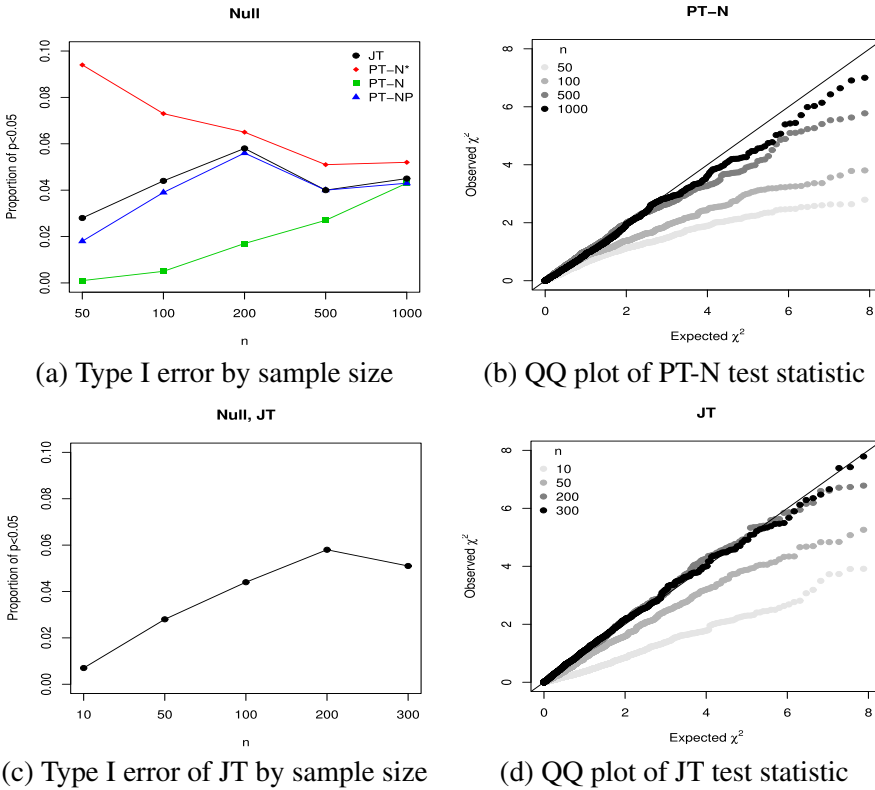 Null
Proportion of p<0.05
0.10
0.08
0.06
0.04
0.02
0.00
JT
PT−N*
PT−N
PT−NP
50 100 200 500 1000
n
(a) Type I error by sample size
PT−N
Observed χ²
8
6
4
2
0
n
50
100
500
1000
0 2 4 6 8
Expected χ²
(b) QQ plot of PT-N test statistic
Null, JT
Proportion of p<0.05
0.10
0.08
0.06
0.04
0.02
0.00
10 50 100 200 300
n
(c) Type I error of JT by sample size
JT
Observed χ²
8
6
4
2
0
n
10
50
200
300
0 2 4 6 8
Expected χ²
(d) QQ plot of JT test statistic